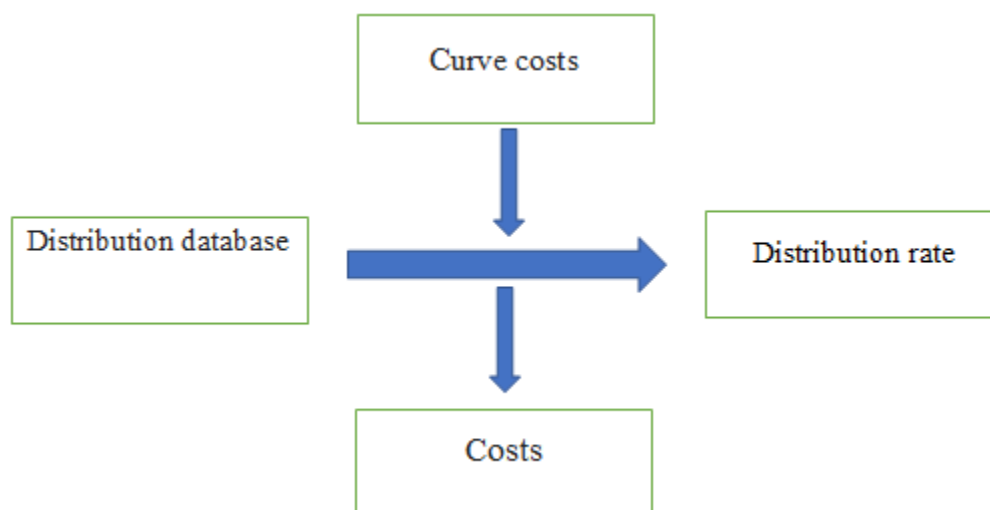 Curve costs
Distribution database
Distribution rate
Costs